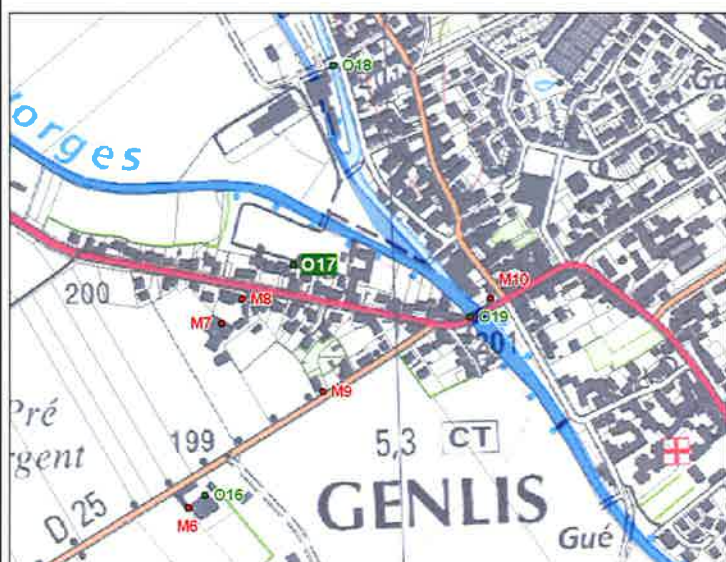 O18
orges
O17
200
M8
M10
M7
O19
201
M9
Pré
rgent
199
5,3
CT
O16
M6
D 25
GENLIS
Gué